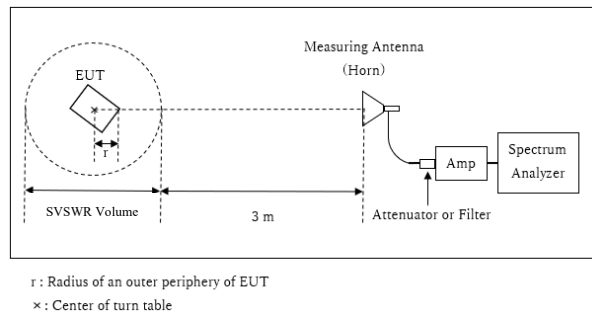 Measuring Antenna
(Horn)
EUT
r
Spectrum
Analyzer
Amp
SVSWR Volume
3 m
Attenuator or Filter
r : Radius of an outer periphery of EUT
× : Center of turn table